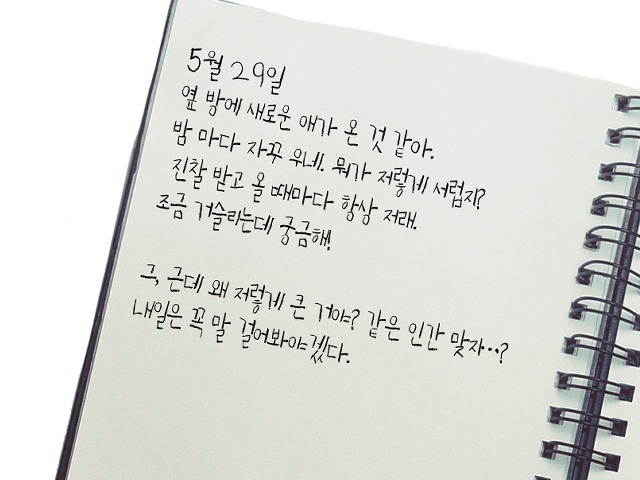 5월 29일
옆 방에 새로운 애가 온 것 같아.
밤 마다 자꾸 우네. 뭐가 저렇게 서럽지?
진찰 받고 올 때마다 항상 저래.
조금 거슬리는데 궁금해!
그, 근데 왜 저렇게 큰 거야? 같은 인간 맞자…?
내일은 꼭 말 걸어봐야겠다.